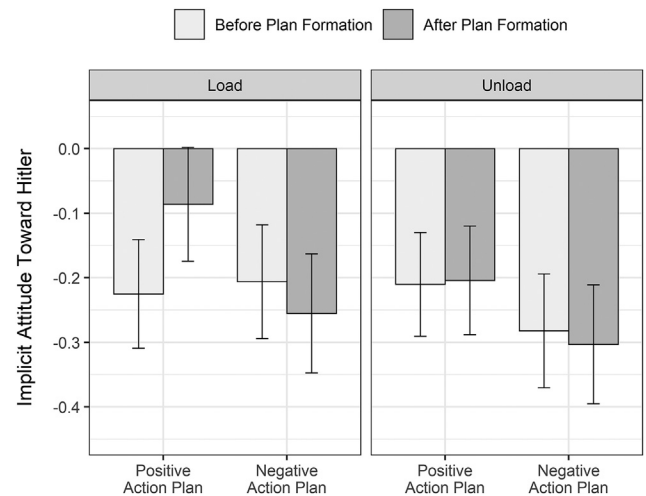 Before Plan Formation After Plan Formation
Load Unload
Implicit Attitude Toward Hitler
0.0
-0.1
-0.2
-0.3
-0.4
Positive Negative Positive Negative
Action Plan Action Plan Action Plan Action Plan